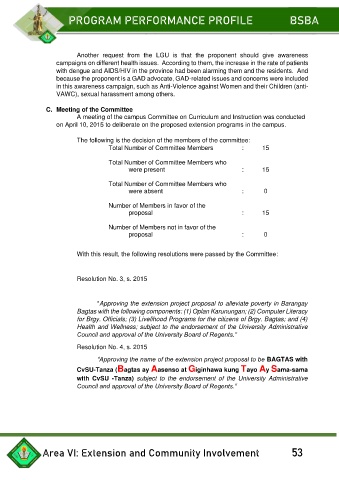 PROGRAM PERFORMANCE PROFILE BSBA
Another request from the LGU is that the proponent should give awareness
campaigns on different health issues. According to them, the increase in the rate of patients
with dengue and AIDS/HIV in the province had been alarming them and the residents. And
because the proponent is a GAD advocate, GAD related issues and concerns were included
in this awareness campaign, such as Anti-Violence against Women and their Children (anti-
VAWC), sexual harassment among others.
C. Meeting of the Committee
A meeting of the campus Committee on Curriculum and Instruction was conducted
on April 10, 2015 to deliberate on the proposed extension programs in the campus.
The following is the decision of the members of the committee:
Total Number of Committee Members : 15
Total Number of Committee Members who
were present : 15
Total Number of Committee Members who
were absent : 0
Number of Members in favor of the
proposal : 15
Number of Members not in favor of the
proposal : 0
With this result, the following resolutions were passed by the Committee:
Resolution No. 3, s. 2015
"Approving the extension project proposal to alleviate poverty in Barangay
Bagtas with the following components: (1) Oplan Karunungan; (2) Computer Literacy
for Brgy. Officials; (3) Livelihood Programs for the citizens of Brgy. Bagtas; and (4)
Health and Wellness; subject to the endorsement of the University Administrative
Council and approval of the University Board of Regents."
Resolution No. 4, s. 2015
"Approving the name of the extension project proposal to be BAGTAS with
CvSU-Tanza (Bagtas ay Aasenso at Giginhawa kung Tayo Ay Sama-sama
with CvSU -Tanza) subject to the endorsement of the University Administrative
Council and approval of the University Board of Regents."
Area VI: Extension and Community Involvement 53